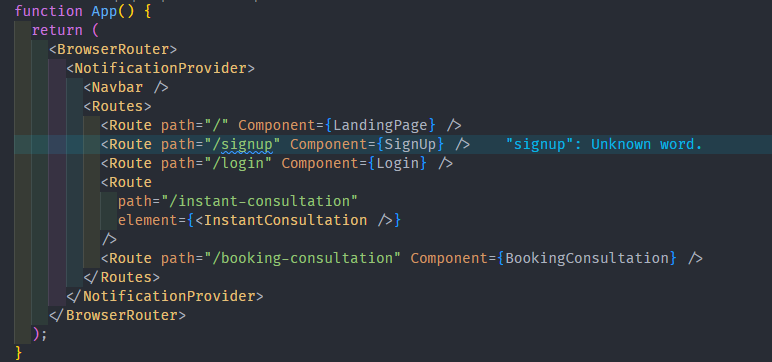 function App() {
  return (
    <BrowserRouter>
      <NotificationProvider>
        <Navbar />
        <Routes>
          <Route path="/" Component={LandingPage} />
          <Route path="/signup" Component={SignUp} />    "signup": Unknown word.
          <Route path="/login" Component={Login} />
          <Route
            path="/instant-consultation"
            element={<InstantConsultation />}
          />
          <Route path="/booking-consultation" Component={BookingConsultation} />
        </Routes>
      </NotificationProvider>
    </BrowserRouter>
  );
}